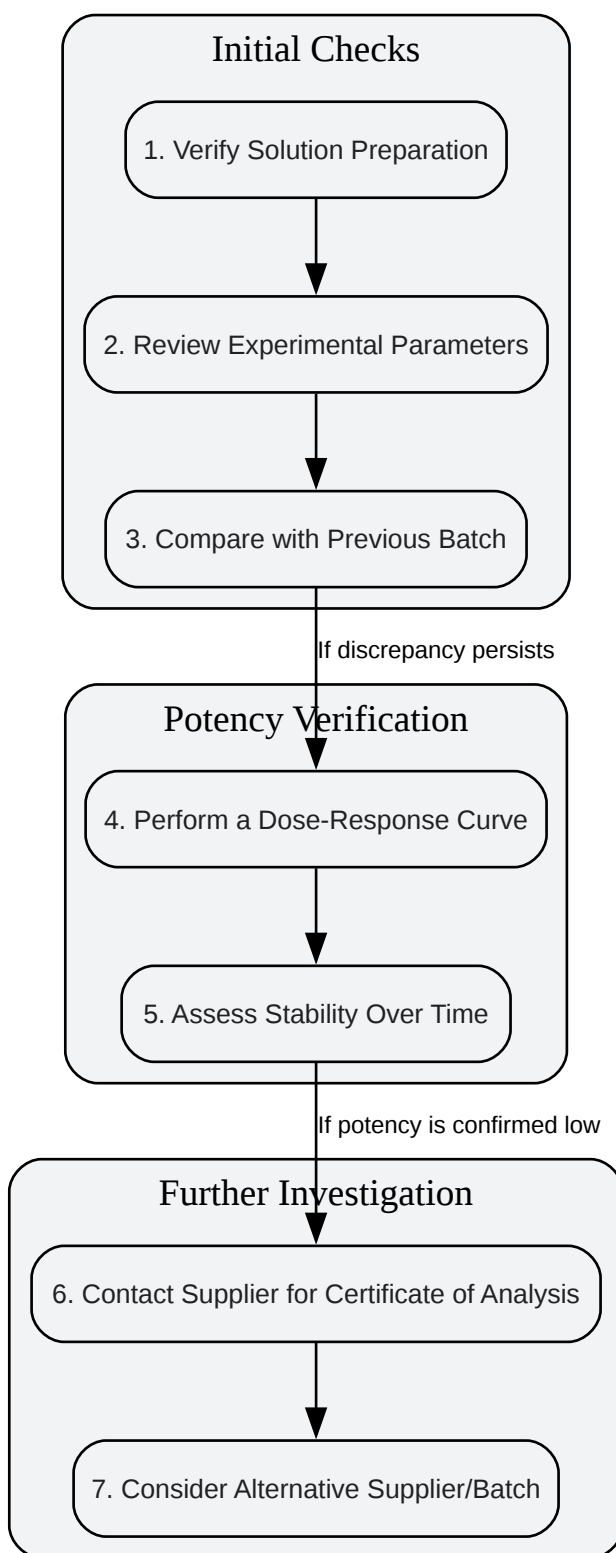 Initial Checks
1. Verify Solution Preparation
2. Review Experimental Parameters
3. Compare with Previous Batch
If discrepancy persists
Potency Verification
4. Perform a Dose-Response Curve
5. Assess Stability Over Time
If potency is confirmed low
Further Investigation
6. Contact Supplier for Certificate of Analysis
7. Consider Alternative Supplier/Batch